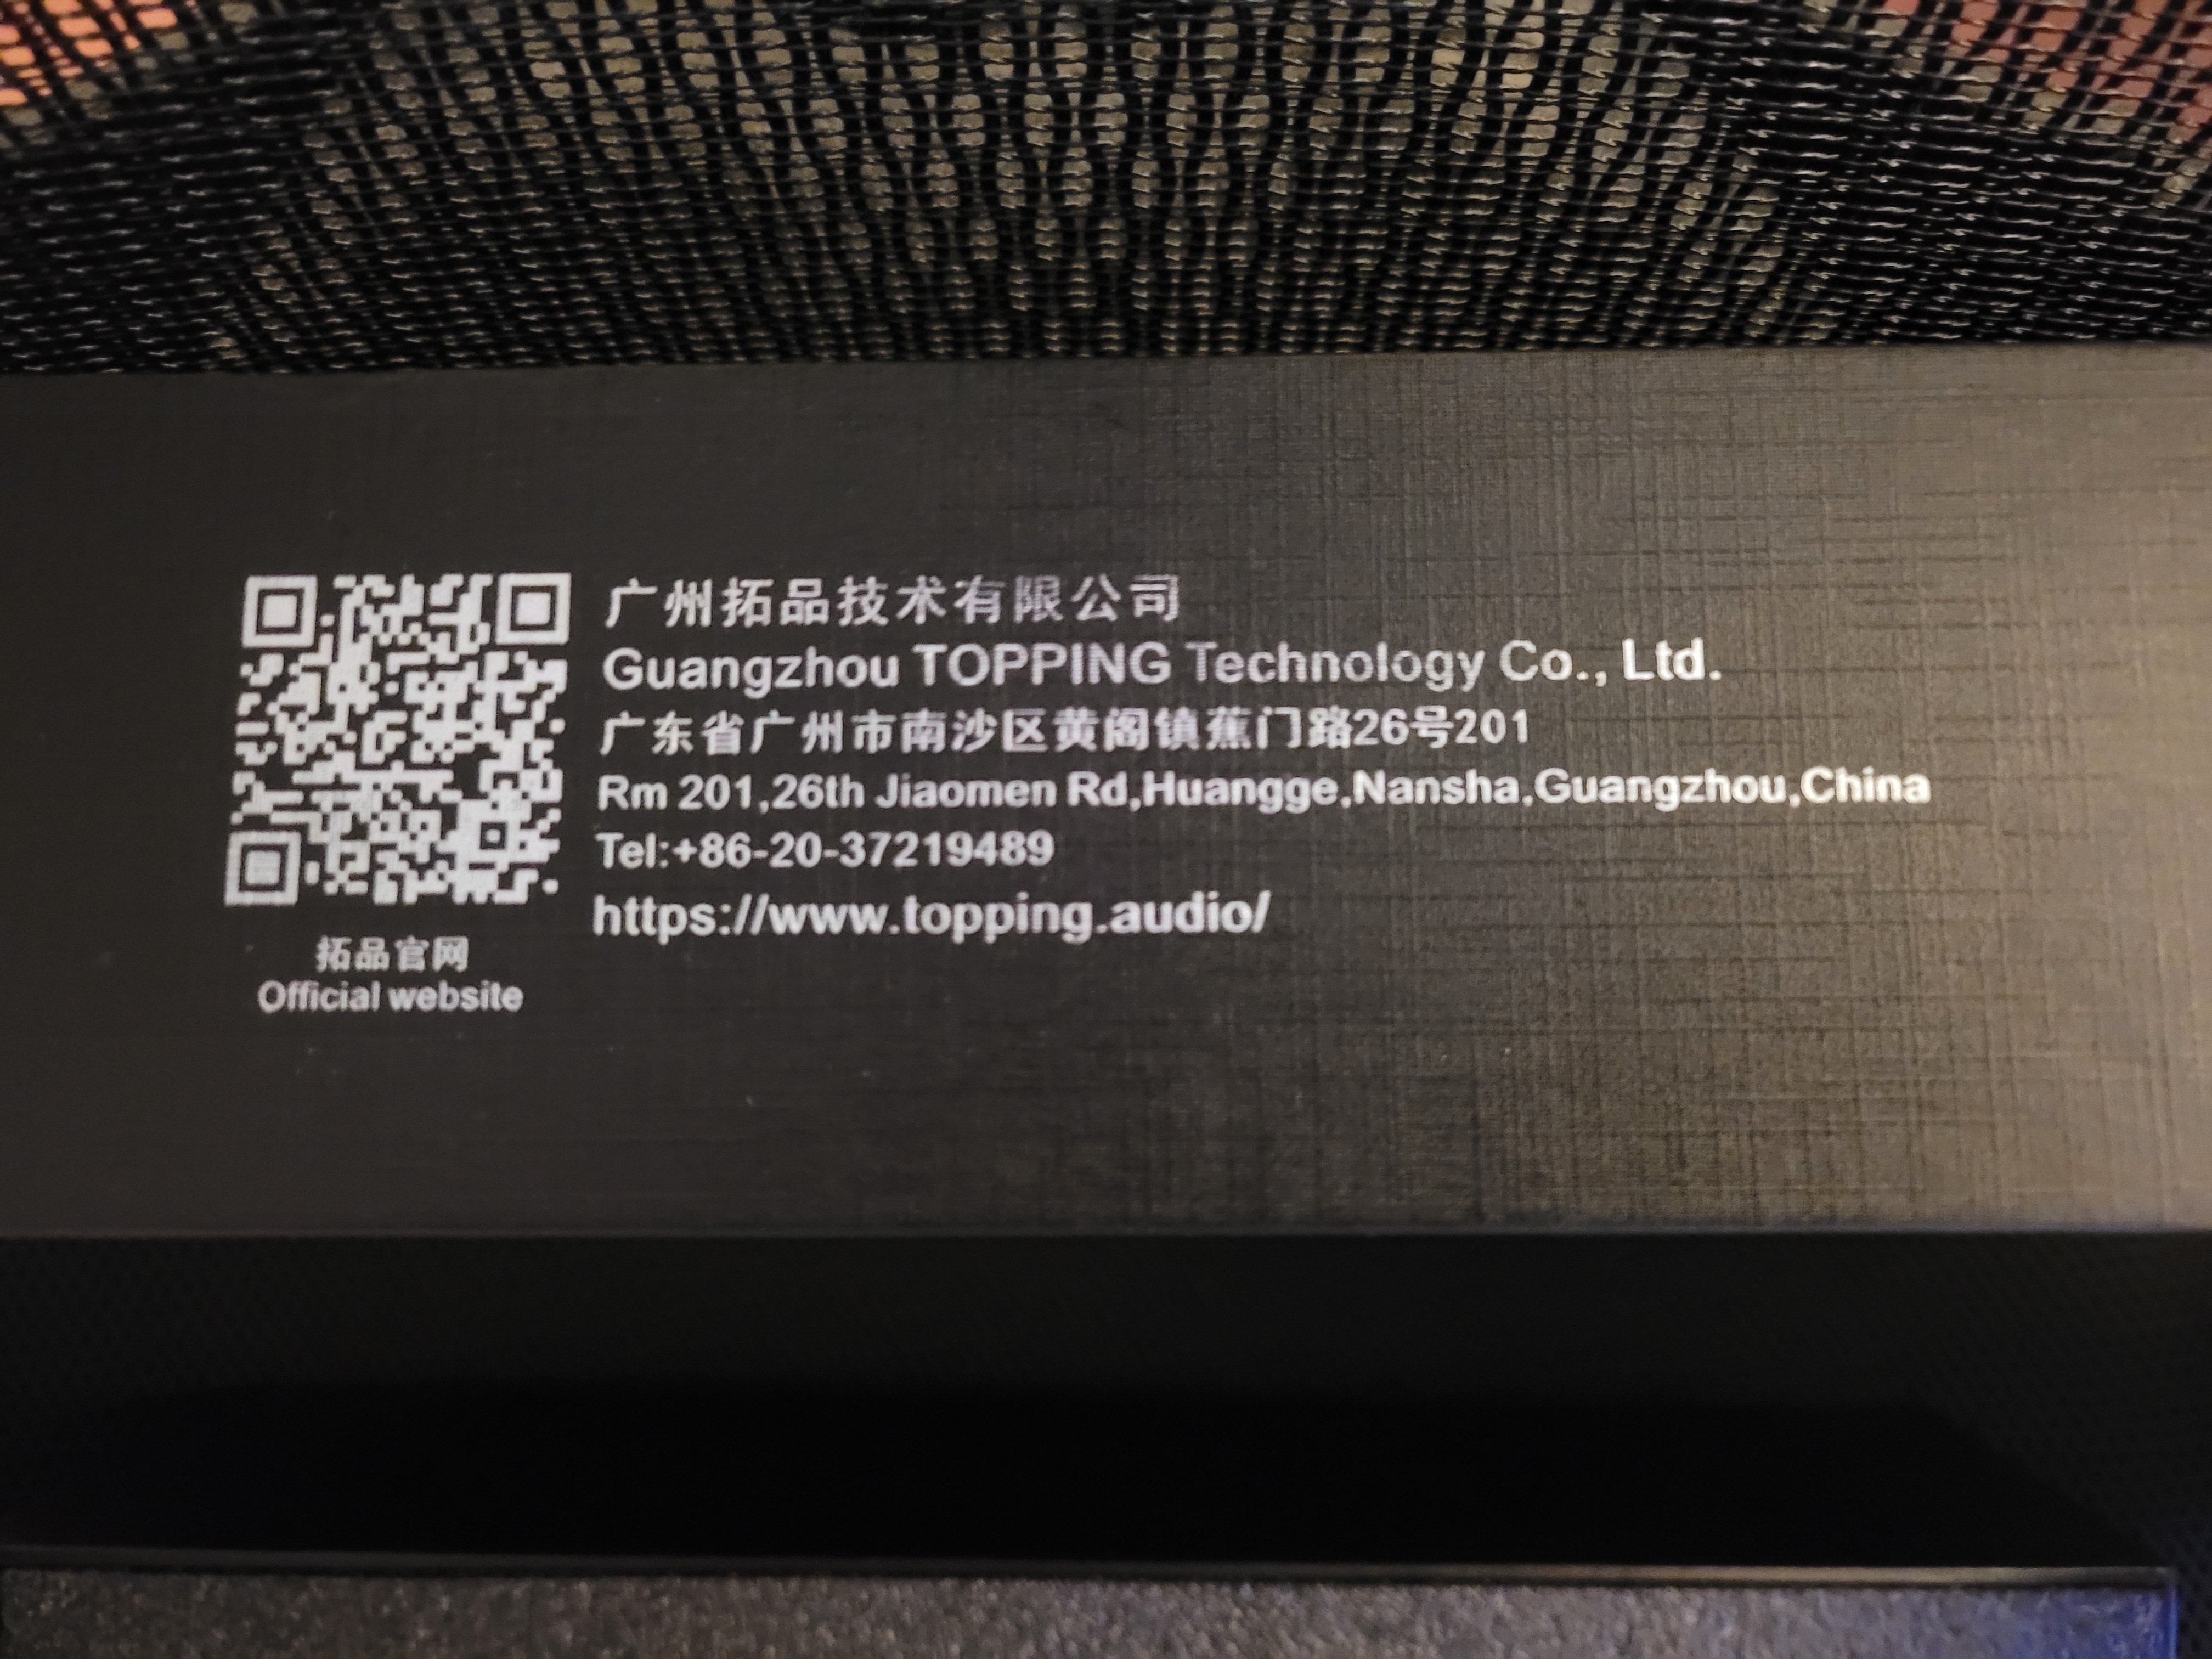 广州拓品技术有限公司
Guangzhou TOPPING Technology Co., Ltd.
广东省广州市南沙区黄阁镇蕉门路26号201
Rm 201,26th Jiaomen Rd,Huangge,Nansha,Guangzhou,China
Tel:+86-20-37219489
https://www.topping.audio/
拓品官网
Official website